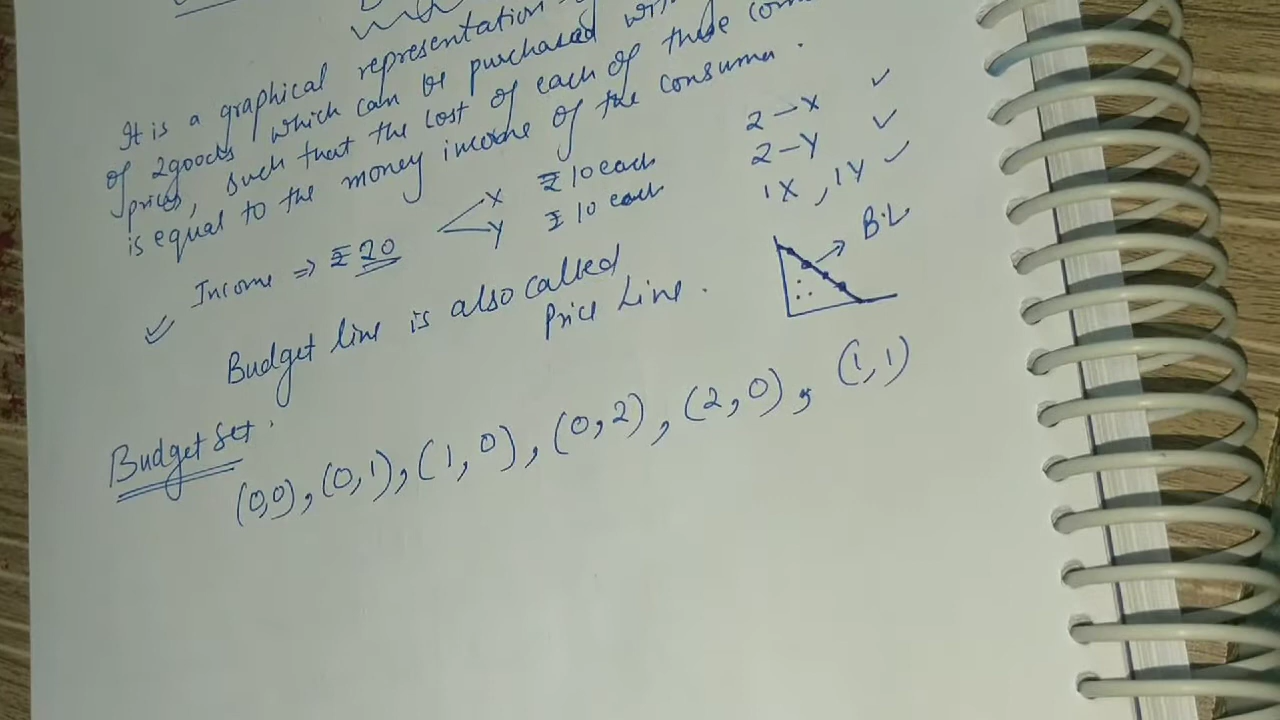 It is a graphical representation
of 2goods, which can be purchased with
prices, such that the cost of each of these
is equal to the money income of the consumer.
Income ⇒ ₹20
X ₹10 each
Y ₹10 each
2 – X ✓
2 – Y ✓
1X, 1Y ✓
B.L
✓ Budget line is also called
Price Line.
Budget Set.
(0,0), (0,1), (1,0), (0,2), (2,0), (1,1)